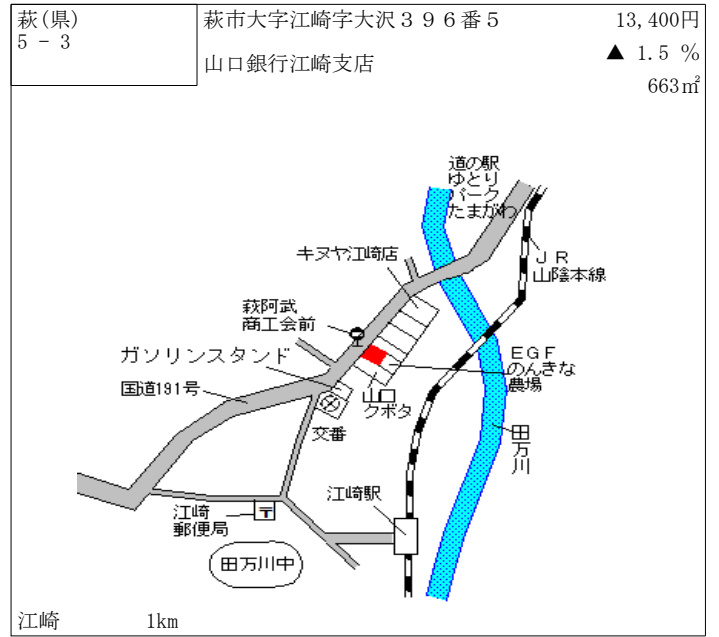 萩(県)
5 - 3
萩市大字江崎字大沢３９６番５
山口銀行江崎支店
13,400円
▲ 1.5 %
663㎡
道の駅
ゆとり
パーク
たまがわ
キヌヤ江崎店
ＪＲ
山陰本線
萩阿武
商工会前
ガソリンスタンド
ＥＧＦ
のんきな
農場
国道191号
山口
クボタ
交番
田万川
江崎駅
江崎
郵便局
〒
田万川中
江崎 1km